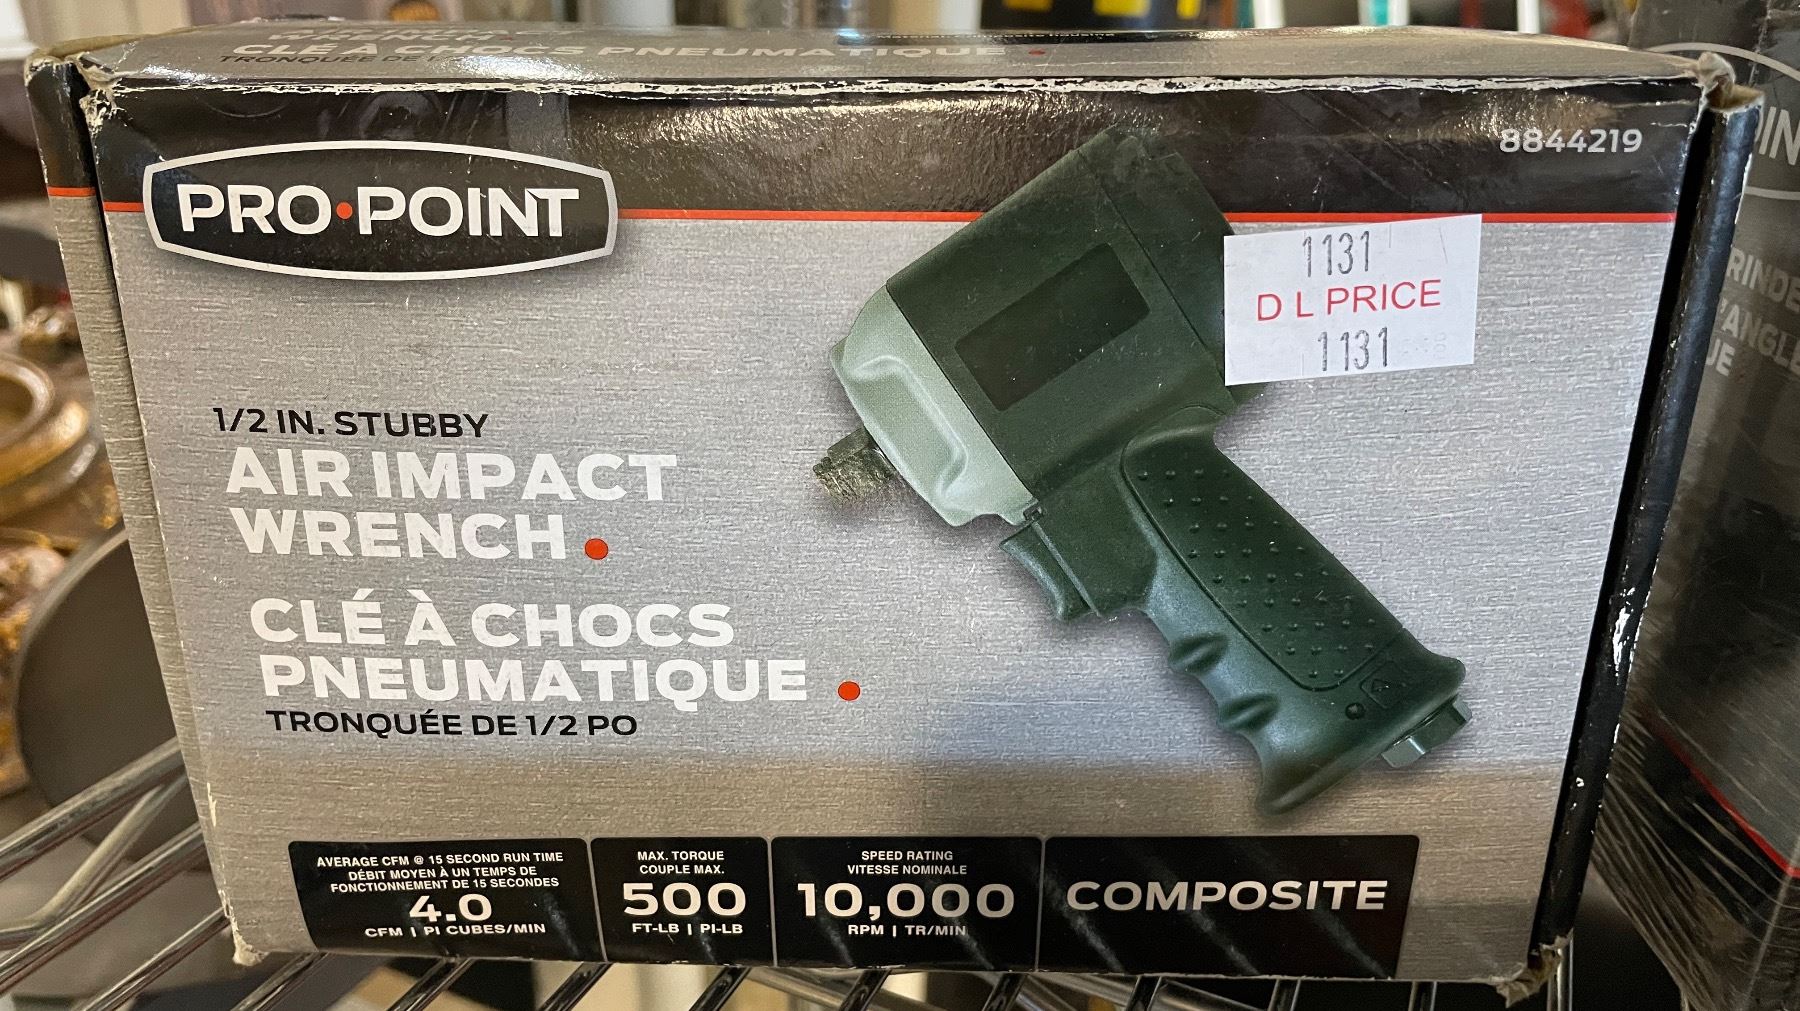 WRENCH
CLÉ À CHOCS PNEUMATIQUE
TRONQUÉE DE
8844219
PRO•POINT
1131
D L PRICE
1131
1/2 IN. STUBBY
AIR IMPACT
WRENCH
CLÉ À CHOCS
PNEUMATIQUE
TRONQUÉE DE 1/2 PO
AVERAGE CFM @ 15 SECOND RUN TIME
DÉBIT MOYEN À UN TEMPS DE
FONCTIONNEMENT DE 15 SECONDES
4.0
CFM | PI CUBES/MIN
MAX. TORQUE
COUPLE MAX.
500
FT-LB | PI-LB
SPEED RATING
VITESSE NOMINALE
10,000
RPM | TR/MIN
COMPOSITE